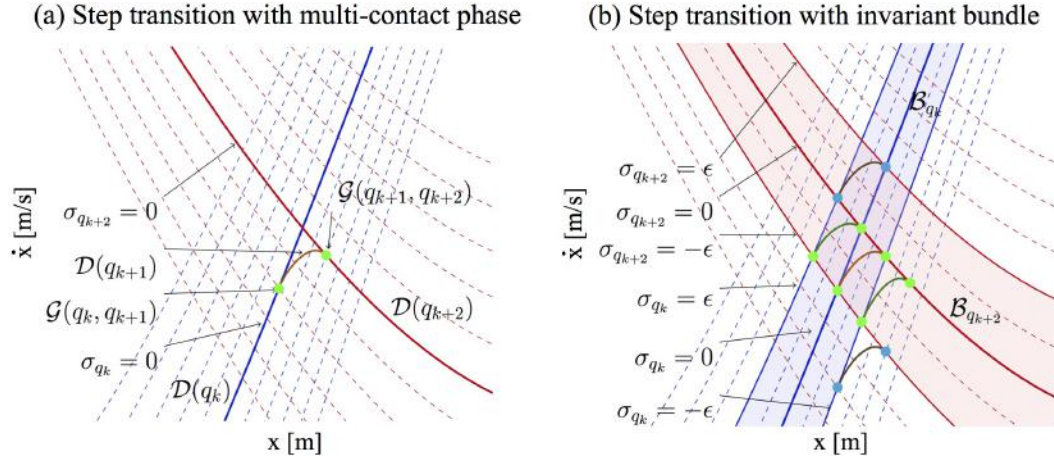 (a) Step transition with multi-contact phase
ẋ [m/s]
σ_{q_{k+2}} = 0
𝒢(q_{k+1}, q_{k+2})
𝒟(q_{k+1})
𝒢(q_k, q_{k+1})
𝒟(q_{k+2})
σ_{q_k} = 0
𝒟(q_k)
x [m]
(b) Step transition with invariant bundle
ẋ [m/s]
ℬ_{q_k}
σ_{q_{k+2}} = ϵ
σ_{q_{k+2}} = 0
σ_{q_{k+2}} = −ϵ
σ_{q_k} = ϵ
ℬ_{q_{k+2}}
σ_{q_k} = 0
σ_{q_k} = −ϵ
x [m]